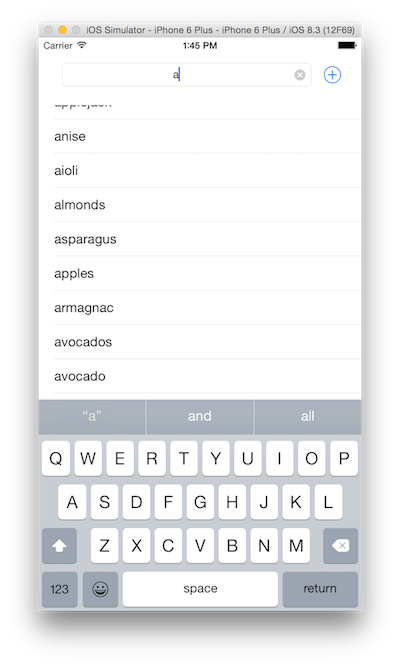 iOS Simulator - iPhone 6 Plus - iPhone 6 Plus / iOS 8.3 (12F69)
Carrier 1:45 PM
a
applejack
anise
aioli
almonds
asparagus
apples
armagnac
avocados
avocado
“a” and all
Q W E R T Y U I O P
A S D F G H J K L
Z X C V B N M
123 space return